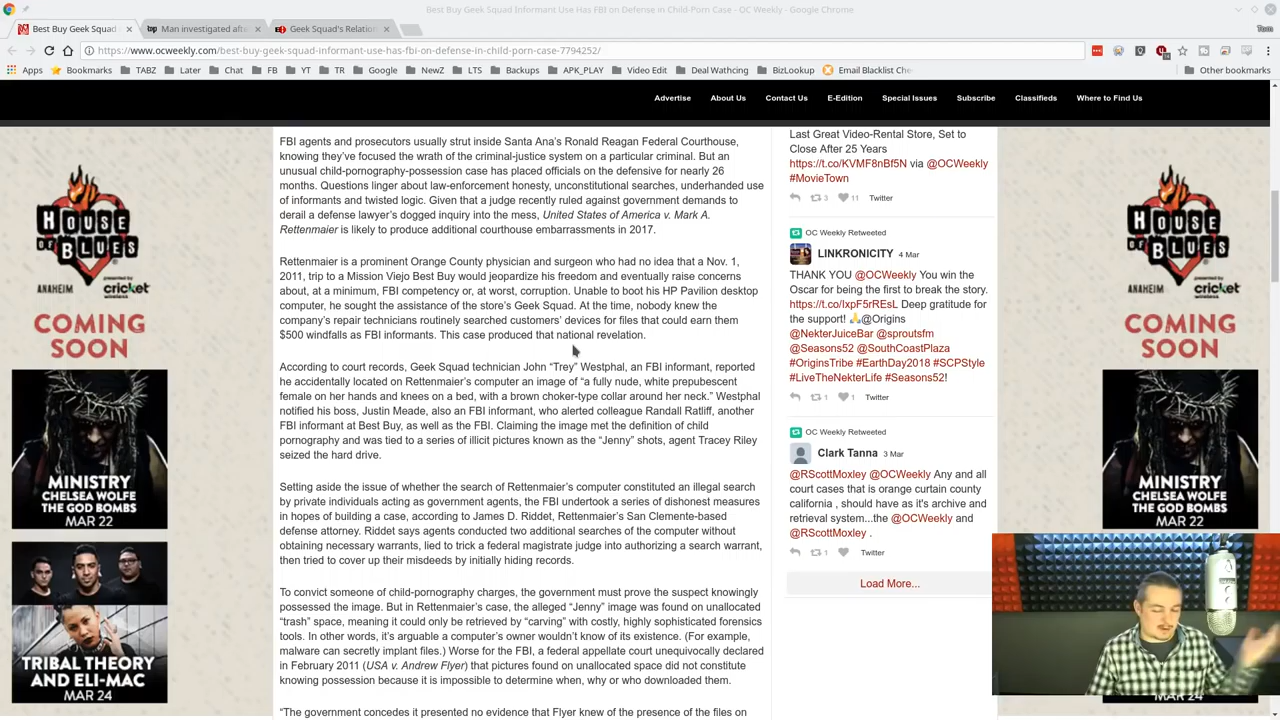 Best Buy Geek Squad Informant Use Has FBI on Defense in Child-Porn Case - OC Weekly - Google Chrome
Best Buy Geek Squad
Man investigated afte
Geek Squad's Relatio
Tom
https://www.ocweekly.com/best-buy-geek-squad-informant-use-has-fbi-on-defense-in-child-porn-case-7794252/
Apps Bookmarks TABZ Later Chat FB YT TR Google NewZ LTS Backups APK_PLAY Video Edit Deal Wathcing BizLookup Email Blacklist Che Other bookmarks
Advertise About Us Contact Us E-Edition Special Issues Subscribe Classifieds Where to Find Us
FBI agents and prosecutors usually strut inside Santa Ana's Ronald Reagan Federal Courthouse,
knowing they've focused the wrath of the criminal-justice system on a particular criminal. But an
unusual child-pornography-possession case has placed officials on the defensive for nearly 26
months. Questions linger about law-enforcement honesty, unconstitutional searches, underhanded use
of informants and twisted logic. Given that a judge recently ruled against government demands to
derail a defense lawyer's dogged inquiry into the mess, United States of America v. Mark A.
Rettenmaier is likely to produce additional courthouse embarrassments in 2017.
Rettenmaier is a prominent Orange County physician and surgeon who had no idea that a Nov. 1,
2011, trip to a Mission Viejo Best Buy would jeopardize his freedom and eventually raise concerns
about, at a minimum, FBI competency or, at worst, corruption. Unable to boot his HP Pavilion desktop
computer, he sought the assistance of the store's Geek Squad. At the time, nobody knew the
company's repair technicians routinely searched customers' devices for files that could earn them
$500 windfalls as FBI informants. This case produced that national revelation.
According to court records, Geek Squad technician John “Trey” Westphal, an FBI informant, reported
he accidentally located on Rettenmaier's computer an image of “a fully nude, white prepubescent
female on her hands and knees on a bed, with a brown choker-type collar around her neck.” Westphal
notified his boss, Justin Meade, also an FBI informant, who alerted colleague Randall Ratliff, another
FBI informant at Best Buy, as well as the FBI. Claiming the image met the definition of child
pornography and was tied to a series of illicit pictures known as the “Jenny” shots, agent Tracey Riley
seized the hard drive.
Setting aside the issue of whether the search of Rettenmaier's computer constituted an illegal search
by private individuals acting as government agents, the FBI undertook a series of dishonest measures
in hopes of building a case, according to James D. Riddet, Rettenmaier's San Clemente-based
defense attorney. Riddet says agents conducted two additional searches of the computer without
obtaining necessary warrants, lied to trick a federal magistrate judge into authorizing a search warrant,
then tried to cover up their misdeeds by initially hiding records.
To convict someone of child-pornography charges, the government must prove the suspect knowingly
possessed the image. But in Rettenmaier's case, the alleged “Jenny” image was found on unallocated
“trash” space, meaning it could only be retrieved by “carving” with costly, highly sophisticated forensics
tools. In other words, it's arguable a computer's owner wouldn't know of its existence. (For example,
malware can secretly implant files.) Worse for the FBI, a federal appellate court unequivocally declared
in February 2011 (USA v. Andrew Flyer) that pictures found on unallocated space did not constitute
knowing possession because it is impossible to determine when, why or who downloaded them.
“The government concedes it presented no evidence that Flyer knew of the presence of the files on
Last Great Video-Rental Store, Set to
Close After 25 Years
https://t.co/KVMF8nBf5N via @OCWeekly
#MovieTown
3 11 Twitter
OC Weekly Retweeted
LINKRONICITY 4 Mar
THANK YOU @OCWeekly You win the
Oscar for being the first to break the story.
https://t.co/IxpF5rREsL Deep gratitude for
the support! 🙏@Origins
@NekterJuiceBar @sproutsfm
@Seasons52 @SouthCoastPlaza
#OriginsTribe #EarthDay2018 #SCPStyle
#LiveTheNekterLife #Seasons52!
1 1 Twitter
OC Weekly Retweeted
Clark Tanna 3 Mar
@RScottMoxley @OCWeekly Any and all
court cases that is orange curtain county
california , should have as it's archive and
retrieval system...the @OCWeekly and
@RScottMoxley .
1 Twitter
Load More...
HOUSE
OF BLUES
presented by
ANAHEIM cricket
wireless
COMING
SOON
MINISTRY
CHELSEA WOLFE
THE GOD BOMBS
MAR 22
TRIBAL THEORY
AND ELI-MAC
MAR 24
HOUSE
OF BLUES
presented by
ANAHEIM cricket
wireless
COMING
SOON
MINISTRY
CHELSEA WOLFE
THE GOD BOMBS
MAR 22